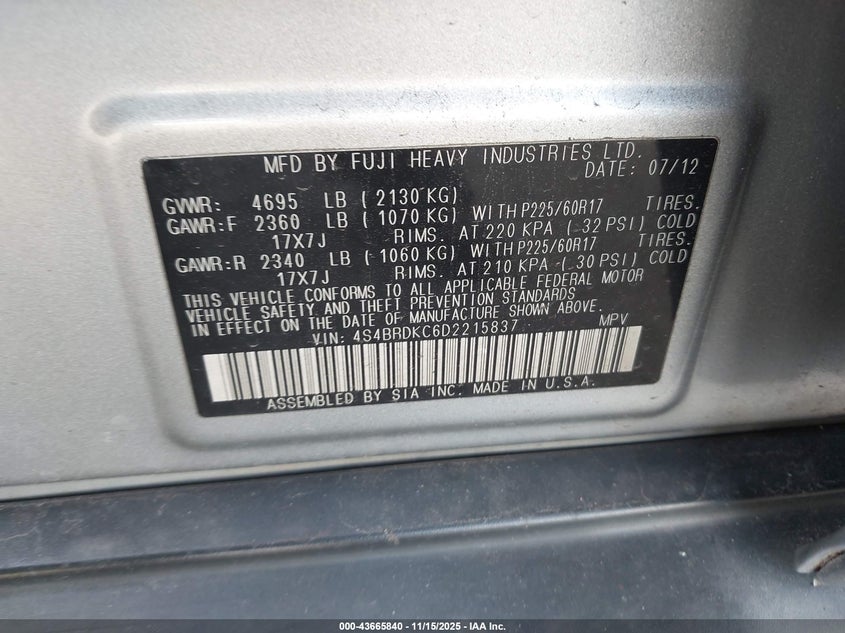 MFD BY FUJI HEAVY INDUSTRIES LTD.
DATE: 07/12
GVWR: 4695 LB ( 2130 KG)
GAWR:F 2360 LB ( 1070 KG) WITH P225/60R17 TIRES.
17X7J RIMS. AT 220 KPA ( 32 PSI) COLD
GAWR:R 2340 LB ( 1060 KG) WITH P225/60R17 TIRES.
17X7J RIMS. AT 210 KPA ( 30 PSI) COLD
THIS VEHICLE CONFORMS TO ALL APPLICABLE FEDERAL MOTOR
VEHICLE SAFETY AND THEFT PREVENTION STANDARDS
IN EFFECT ON THE DATE OF MANUFACTURE SHOWN ABOVE.
VIN: 4S4BRDKC6D2215837 MPV
ASSEMBLED BY SIA INC. MADE IN U.S.A.
000-43665840 - 11/15/2025 - IAA Inc.